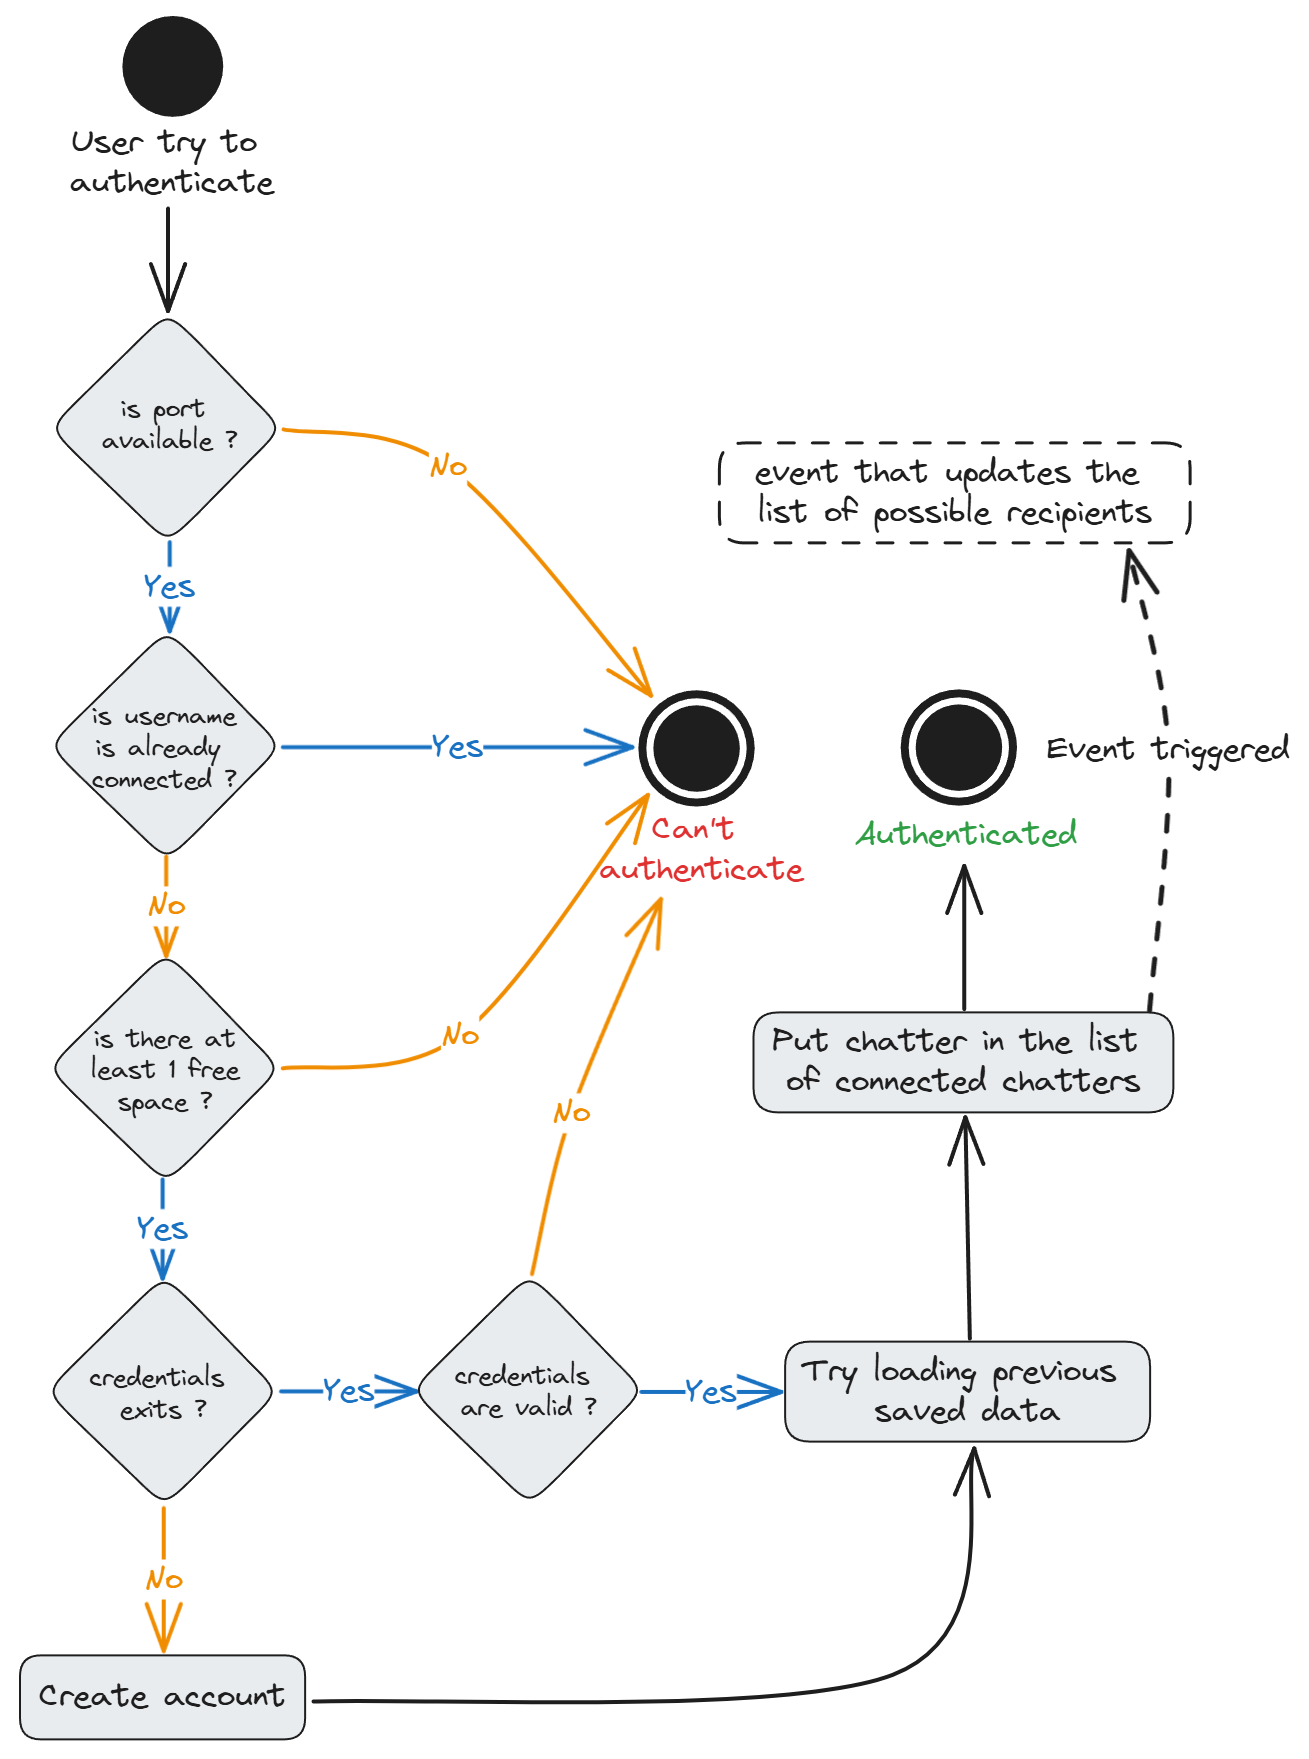 User try to
authenticate
is port
available ?
No
Yes
is username
is already
connected ?
Yes
No
is there at
least 1 free
space ?
No
Yes
credentials
exits ?
Yes
No
credentials
are valid ?
No
Yes
Create account
Try loading previous
saved data
Put chatter in the list
of connected chatters
Event triggered
event that updates the
list of possible recipients
Can't
authenticate
Authenticated